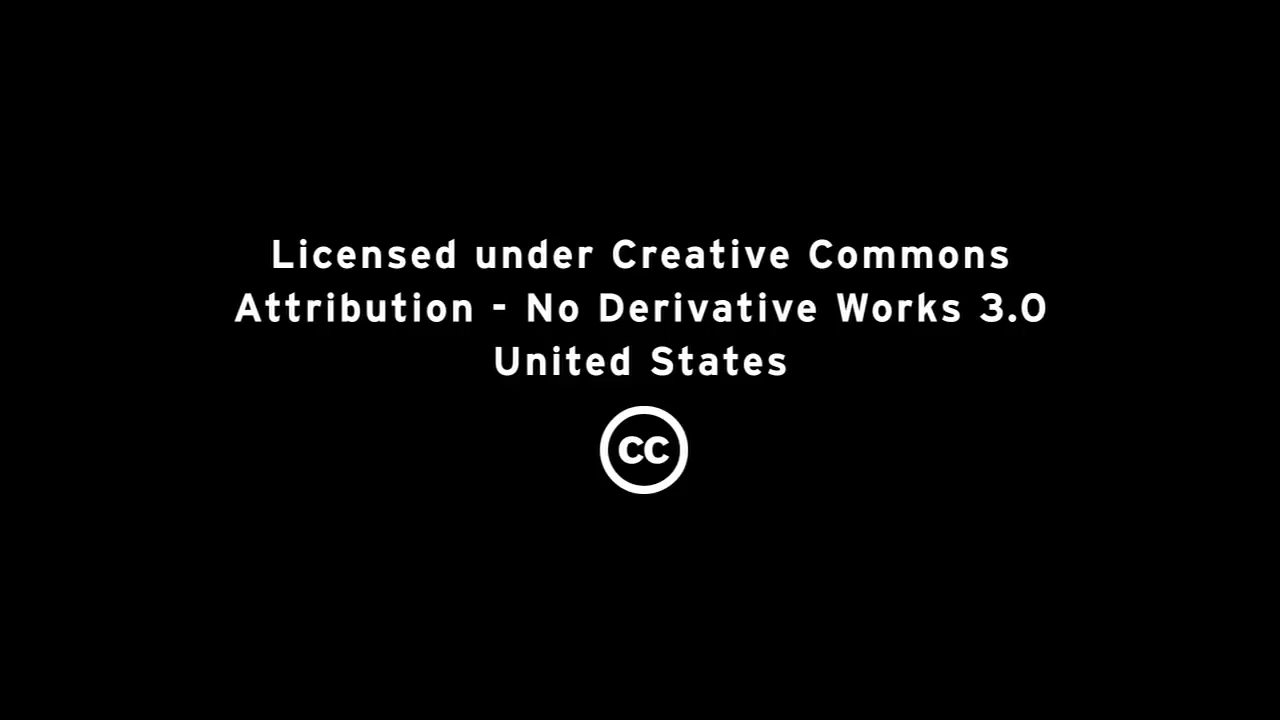 Licensed under Creative Commons
Attribution - No Derivative Works 3.0
United States
cc